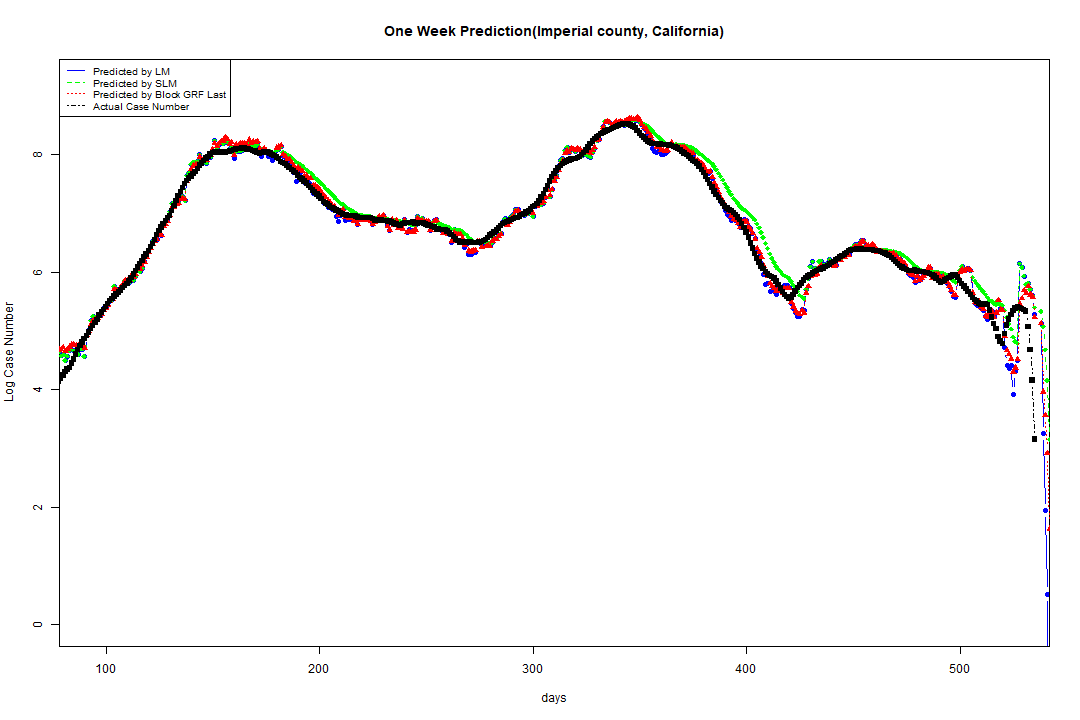 One Week Prediction(Imperial county, California)
Predicted by LM
Predicted by SLM
Predicted by Block GRF Last
Actual Case Number
Log Case Number
8
6
4
2
0
100 200 300 400 500
days